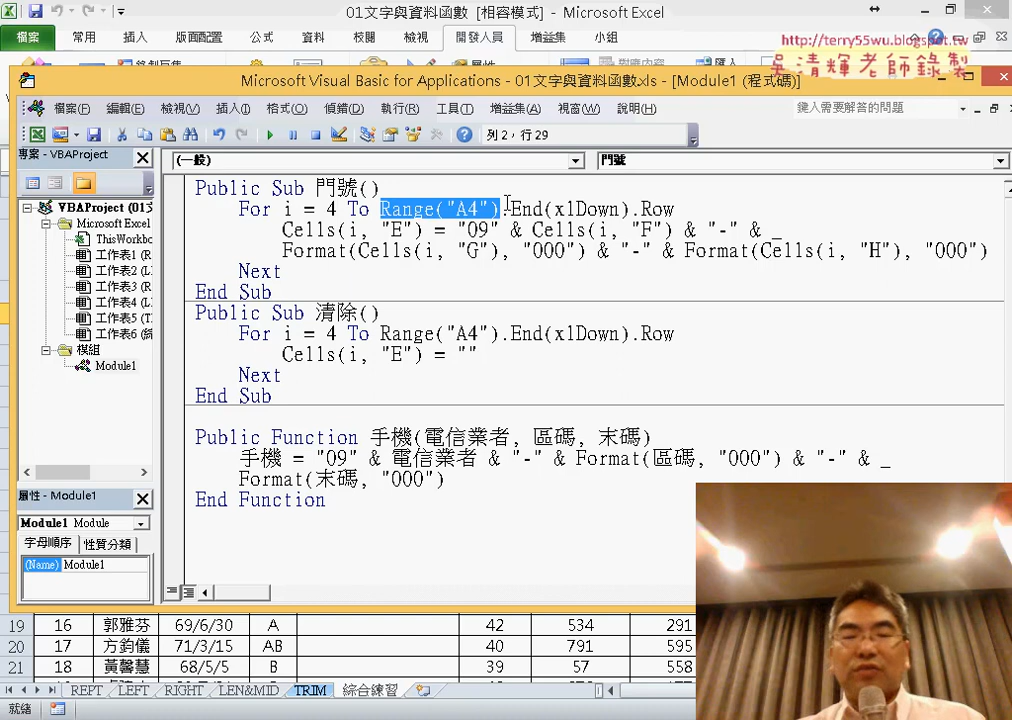 01文字與資料函數 [相容模式] - Microsoft Excel
檔案 常用 插入 版面配置 公式 資料 校閱 檢視 開發人員 增益集 小組
http://terry55wu.blogspot.tw
吳清輝老師錄製
Microsoft Visual Basic for Applications - 01文字與資料函數.xls - [Module1 (程式碼)]
檔案(F) 編輯(E) 檢視(V) 插入(I) 格式(O) 偵錯(D) 執行(R) 工具(T) 增益集(A) 視窗(W) 說明(H) 鍵入需要解答的問題
列 2, 行 29
專案 - VBAProject
(一般) 門號
VBAProject (01文
Microsoft Excel
ThisWorkbo
工作表1 (R
工作表2 (L
工作表3 (R
工作表4 (L
工作表5 (T
工作表6 (綜
模組
Module1
屬性 - Module1
Module1 Module
字母順序 性質分類
(Name) Module1
Public Sub 門號()
For i = 4 To Range("A4").End(xlDown).Row
Cells(i, "E") = "09" & Cells(i, "F") & "-" & _
Format(Cells(i, "G"), "000") & "-" & Format(Cells(i, "H"), "000")
Next
End Sub
Public Sub 清除()
For i = 4 To Range("A4").End(xlDown).Row
Cells(i, "E") = ""
Next
End Sub
Public Function 手機(電信業者, 區碼, 末碼)
手機 = "09" & 電信業者 & "-" & Format(區碼, "000") & "-" & _
Format(末碼, "000")
End Function
19 16 郭雅芬 69/6/30 A 42 534 291
20 17 方鈞儀 71/3/15 AB 40 791 595
21 18 黃馨慧 68/5/5 B 39 57 558
REPT LEFT RIGHT LEN&MID TRIM 綜合練習
就緒